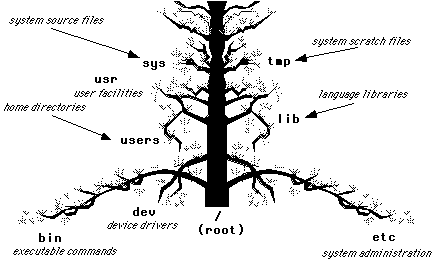 system source files
system scratch files
sys
tmp
usr
user facilities
home directories
language libraries
lib
users
dev
device drivers
/
(root)
bin
executable commands
etc
system administration